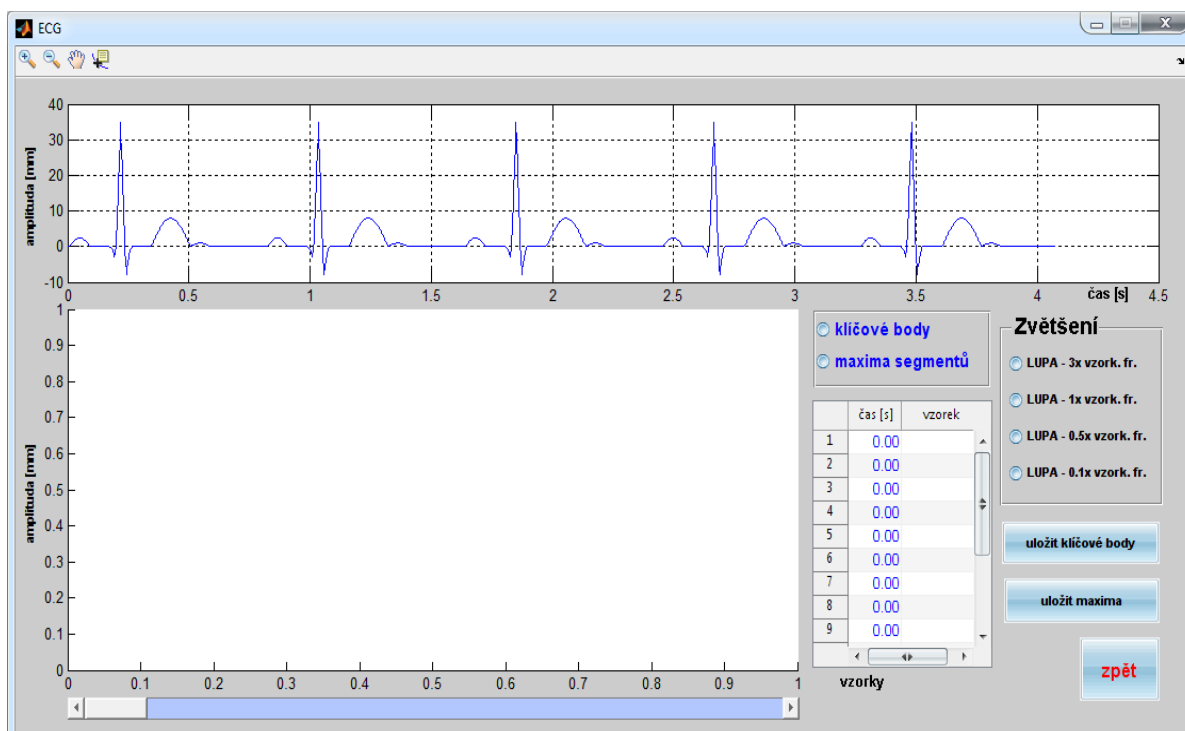 ECG
40
30
20
10
0
-10
amplituda [mm]
0 0.5 1 1.5 2 2.5 3 3.5 4 4.5
čas [s]
1
0.9
0.8
0.7
0.6
0.5
0.4
0.3
0.2
0.1
0
amplituda [mm]
0 0.1 0.2 0.3 0.4 0.5 0.6 0.7 0.8 0.9 1
vzorky
klíčové body
maxima segmentů
čas [s] vzorek
1 0.00
2 0.00
3 0.00
4 0.00
5 0.00
6 0.00
7 0.00
8 0.00
9 0.00
Zvětšení
LUPA - 3x vzork. fr.
LUPA - 1x vzork. fr.
LUPA - 0.5x vzork. fr.
LUPA - 0.1x vzork. fr.
uložit klíčové body
uložit maxima
zpět